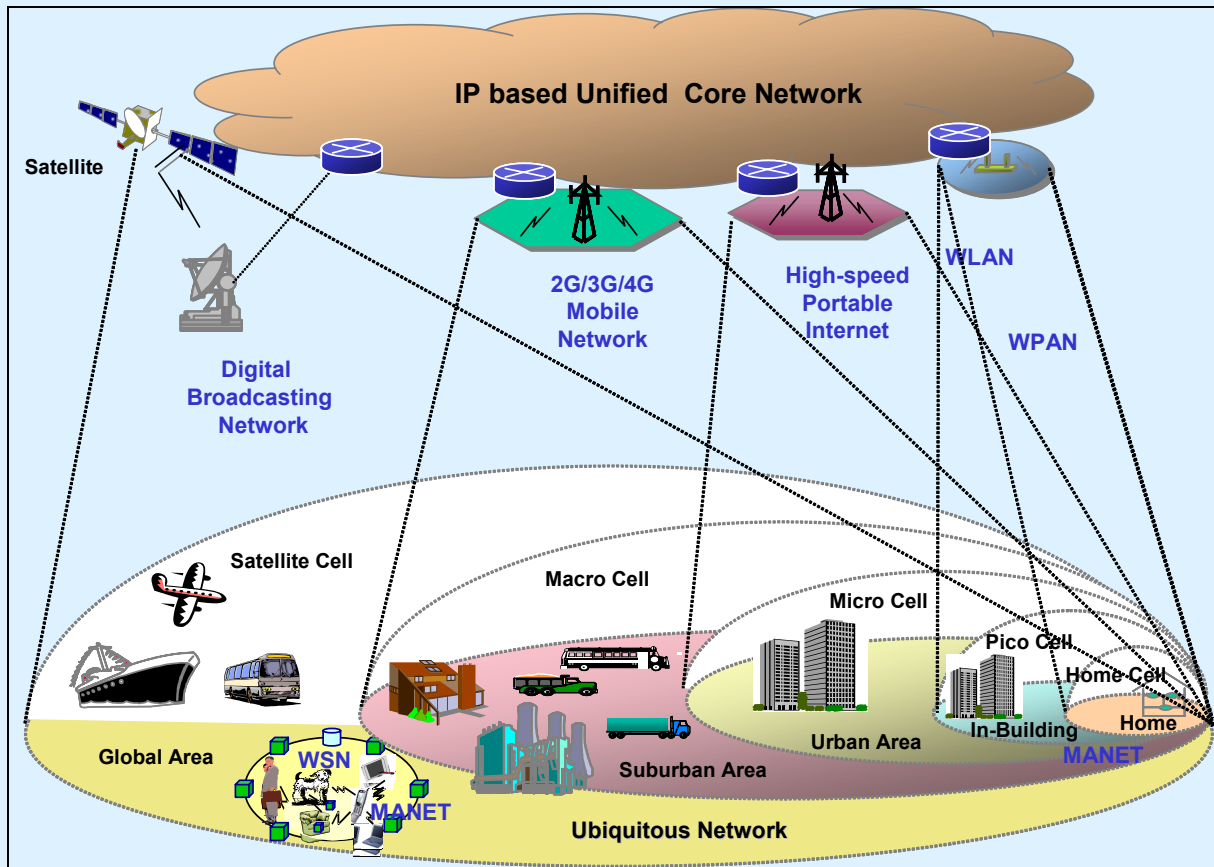 IP based Unified Core Network
Satellite
WLAN
2G/3G/4G
Mobile
Network
High-speed
Portable
Internet
WPAN
Digital
Broadcasting
Network
Satellite Cell
Macro Cell
Micro Cell
Pico Cell
Home Cell
Home
In-Building
Urban Area
Global Area
WSN
Suburban Area
MANET
MANET
Ubiquitous Network